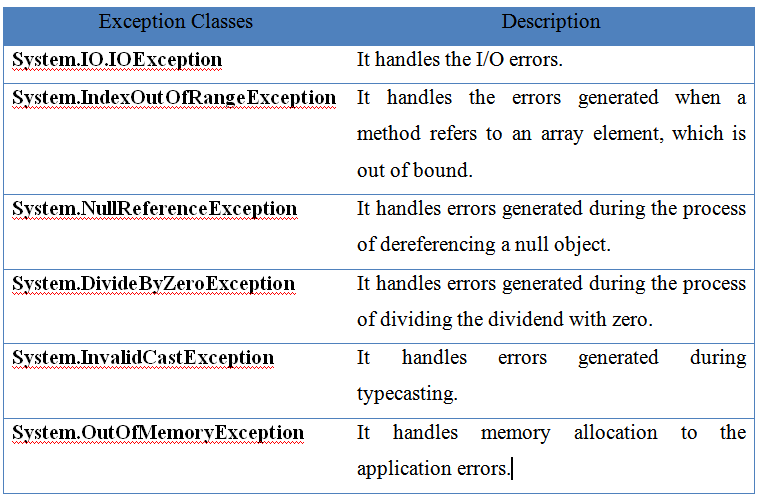 Exception Classes Description
System.IO.IOException It handles the I/O errors.
System.IndexOutOfRangeException It handles the errors generated when a
method refers to an array element, which is
out of bound.
System.NullReferenceException It handles errors generated during the process
of dereferencing a null object.
System.DivideByZeroException It handles errors generated during the process
of dividing the dividend with zero.
System.InvalidCastException It handles errors generated during
typecasting.
System.OutOfMemoryException It handles memory allocation to the
application errors.